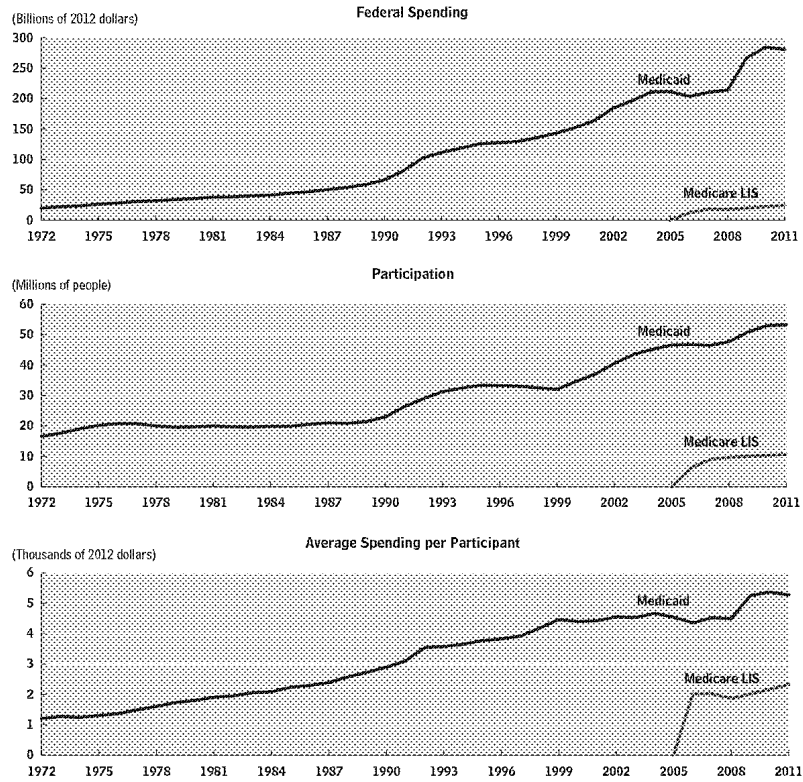 Federal Spending
(Billions of 2012 dollars)
300
250
200
150
100
50
0
Medicaid
Medicare LIS
1972 1975 1978 1981 1984 1987 1990 1993 1996 1999 2002 2005 2008 2011
Participation
(Millions of people)
60
50
40
30
20
10
0
Medicaid
Medicare LIS
1972 1975 1978 1981 1984 1987 1990 1993 1996 1999 2002 2005 2008 2011
Average Spending per Participant
(Thousands of 2012 dollars)
6
5
4
3
2
1
0
Medicaid
Medicare LIS
1972 1975 1978 1981 1984 1987 1990 1993 1996 1999 2002 2005 2008 2011